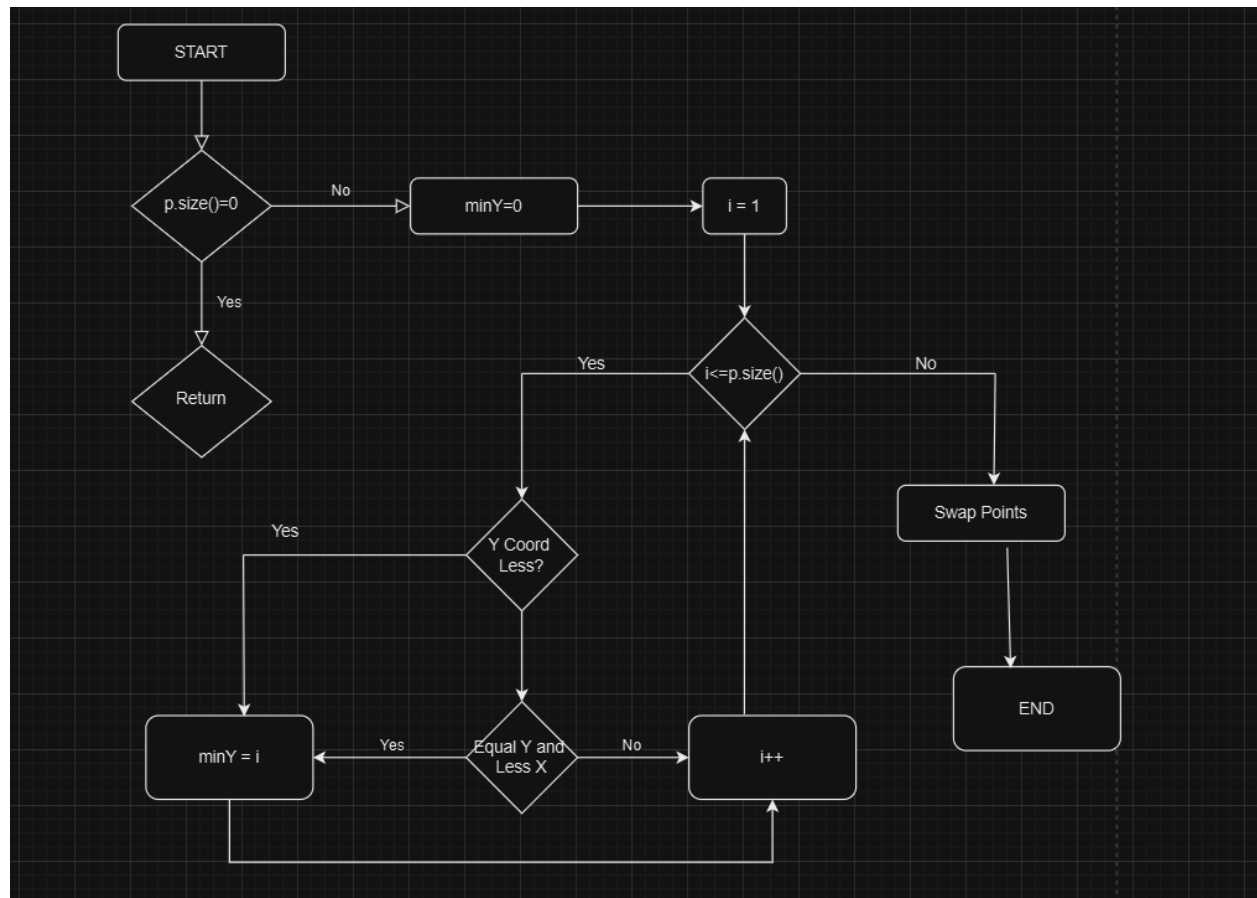 START
p.size()=0
No
minY=0
i = 1
Yes
Return
i<=p.size()
Yes
No
Swap Points
Yes
Y Coord
Less?
END
minY = i
Yes
Equal Y and
Less X
No
i++